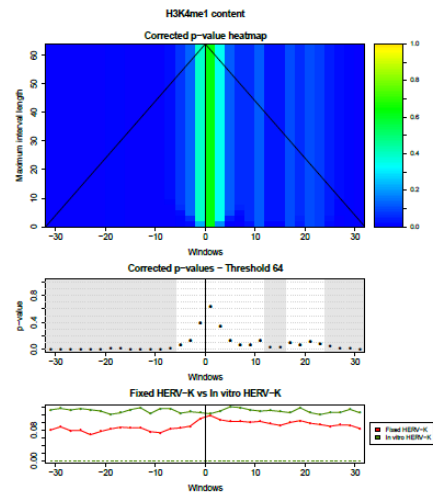 H3K4me1 content
Corrected p-value heatmap
Maximum interval length
60
50
40
30
20
10
0
1.0
0.8
0.6
0.4
0.2
0.0
-30 -20 -10 0 10 20 30
Windows
Corrected p-values - Threshold 64
p-value
0.8
0.4
0.0
-30 -20 -10 0 10 20 30
Windows
Fixed HERV-K vs In vitro HERV-K
0.08
0.00
Fixed HERV-K
In vitro HERV-K
-30 -20 -10 0 10 20 30
Windows